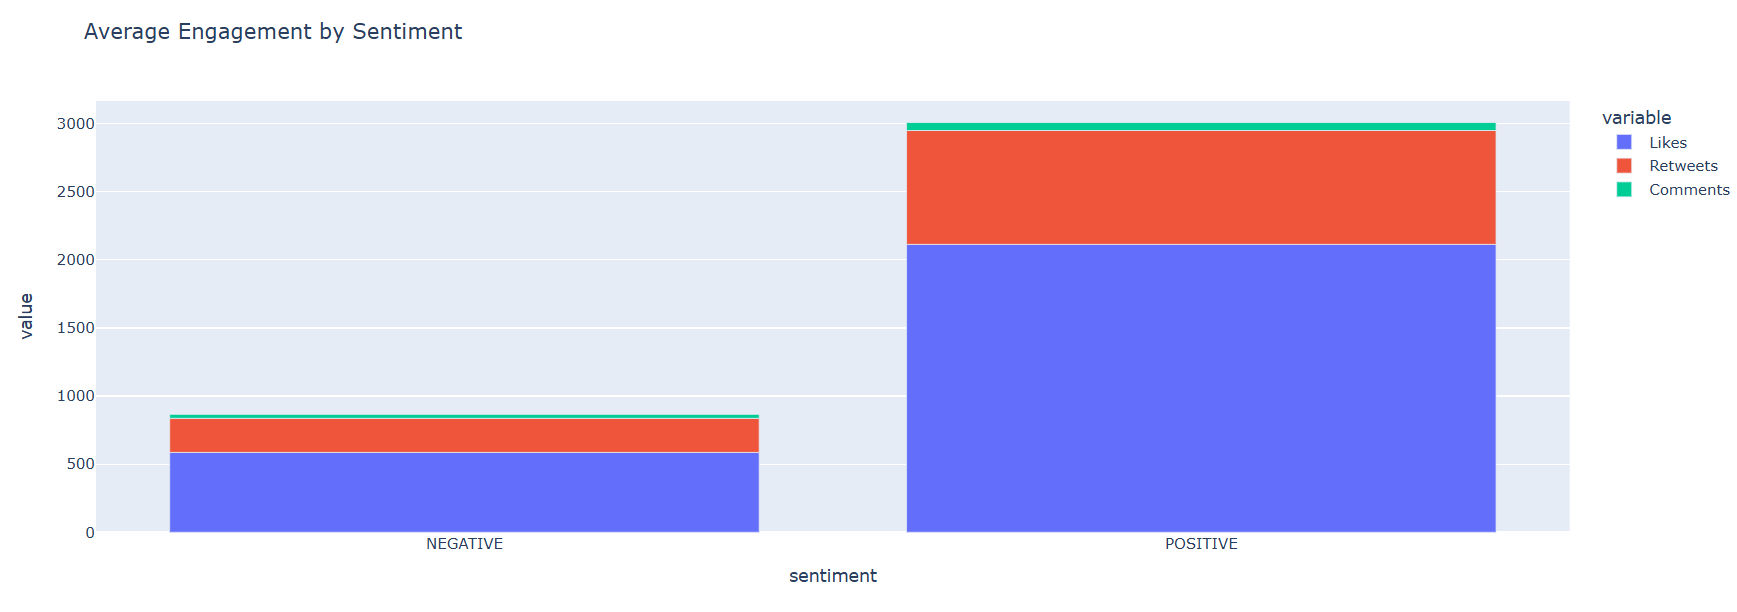 Average Engagement by Sentiment
3000
2500
2000
1500
1000
500
0
value
NEGATIVE
POSITIVE
sentiment
variable
Likes
Retweets
Comments